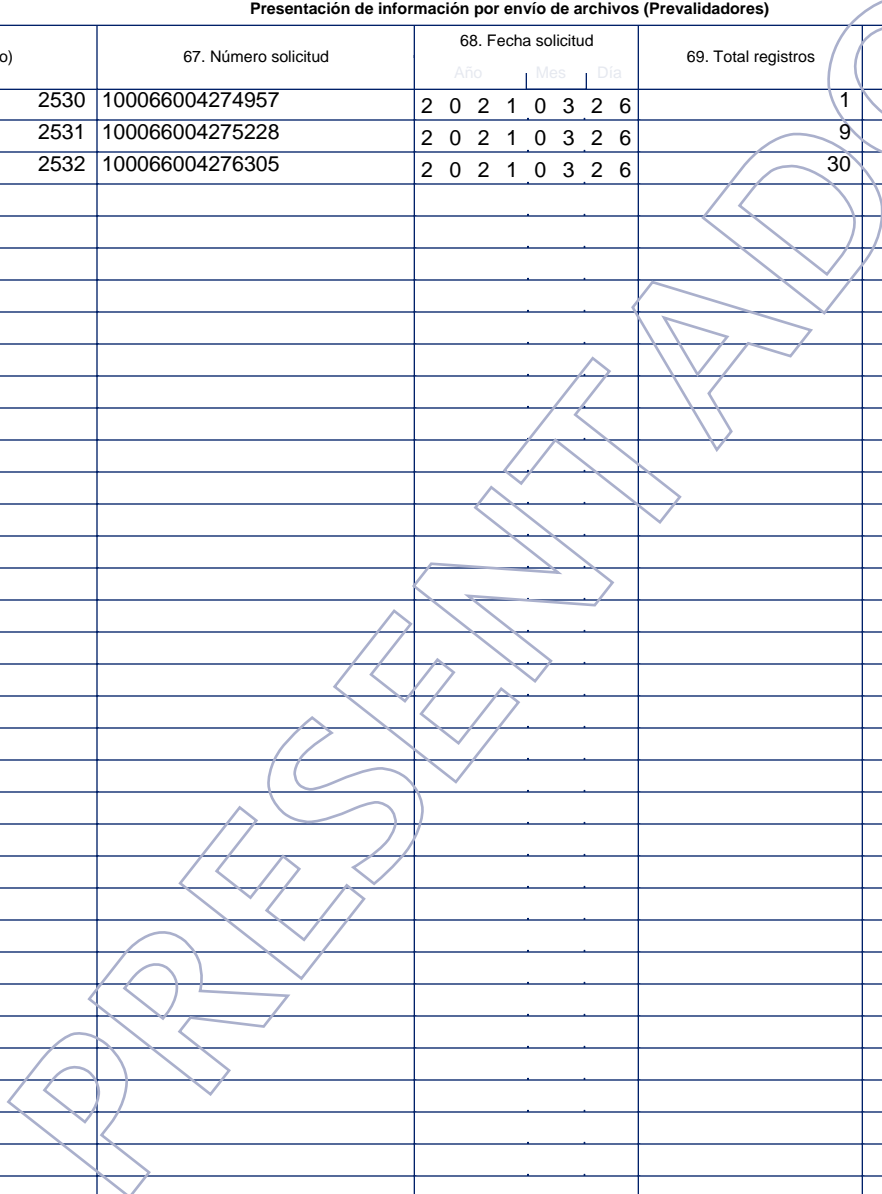 Presentación de información por envío de archivos (Prevalidadores)
o) 67. Número solicitud 68. Fecha solicitud 69. Total registros
Año Mes Día
2530 100066004274957 2 0 2 1 0 3 2 6 1
2531 100066004275228 2 0 2 1 0 3 2 6 9
2532 100066004276305 2 0 2 1 0 3 2 6 30
PRESENTADO